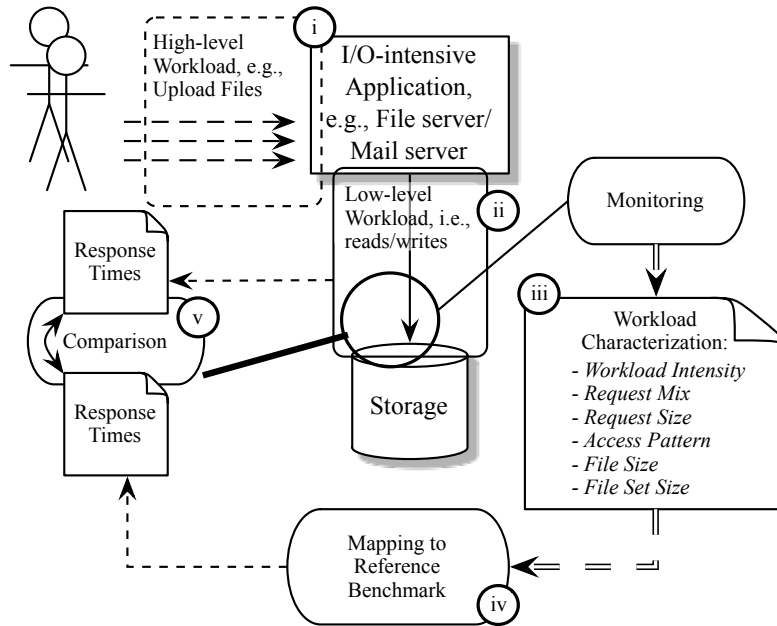 i
High-level
Workload, e.g.,
Upload Files
I/O-intensive
Application,
e.g., File server/
Mail server
Low-level
Workload, i.e.,
reads/writes
ii
Monitoring
Response
Times
v
Comparison
Response
Times
Storage
iii
Workload
Characterization:
- Workload Intensity
- Request Mix
- Request Size
- Access Pattern
- File Size
- File Set Size
Mapping to
Reference
Benchmark
iv